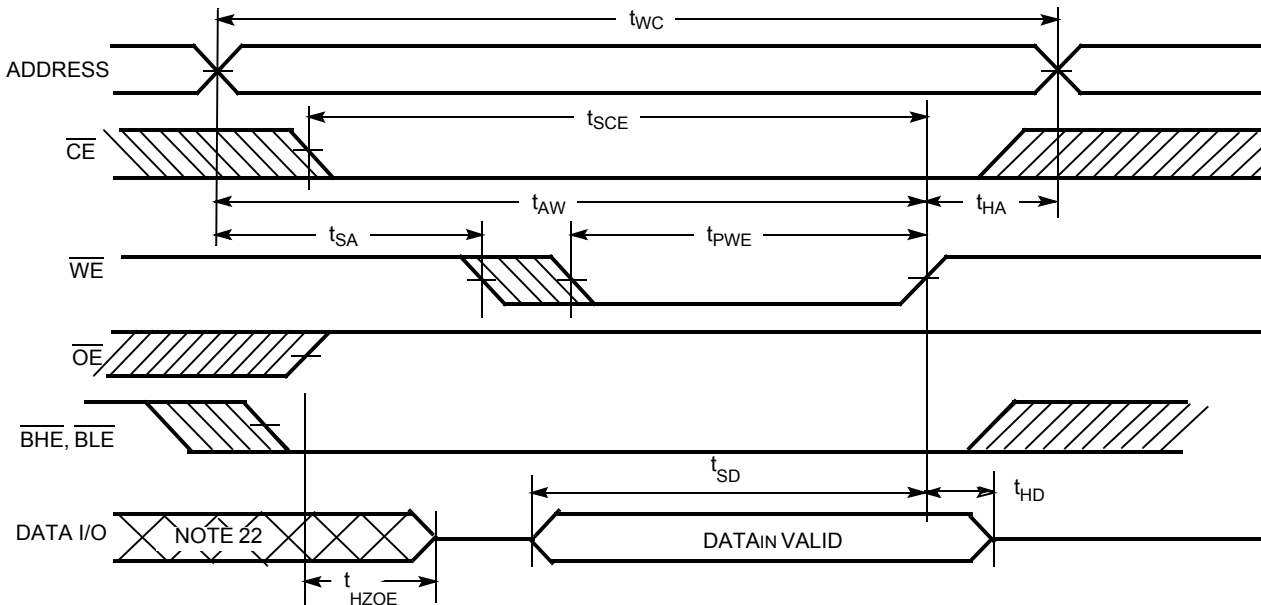 tWC
ADDRESS
tSCE
CE
tAW
tHA
tSA
tPWE
WE
OE
BHE, BLE
tSD
tHD
DATA I/O
NOTE 22
DATAIN VALID
tHZOE